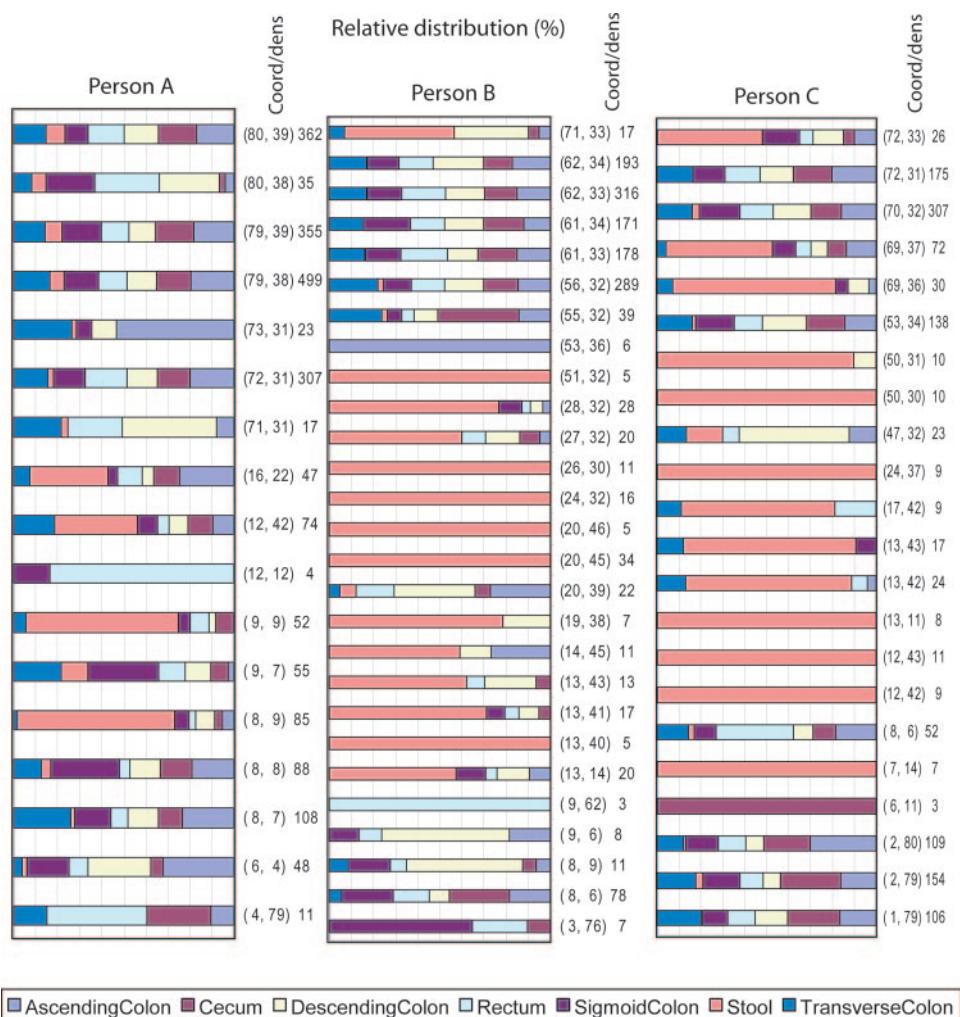 Relative distribution (%)
Person A
Coord/dens
(80, 39) 362
(80, 38) 35
(79, 39) 355
(79, 38) 499
(73, 31) 23
(72, 31) 307
(71, 31) 17
(16, 22) 47
(12, 42) 74
(12, 12) 4
( 9, 9) 52
( 9, 7) 55
( 8, 9) 85
( 8, 8) 88
( 8, 7) 108
( 6, 4) 48
( 4, 79) 11
Person B
Coord/dens
(71, 33) 17
(62, 34) 193
(62, 33) 316
(61, 34) 171
(61, 33) 178
(56, 32) 289
(55, 32) 39
(53, 36) 6
(51, 32) 5
(28, 32) 28
(27, 32) 20
(26, 30) 11
(24, 32) 16
(20, 46) 5
(20, 45) 34
(20, 39) 22
(19, 38) 7
(14, 45) 11
(13, 43) 13
(13, 41) 17
(13, 40) 5
(13, 14) 20
( 9, 62) 3
( 9, 6) 8
( 8, 9) 11
( 8, 6) 78
( 3, 76) 7
Person C
Coord/dens
(72, 33) 26
(72, 31) 175
(70, 32) 307
(69, 37) 72
(69, 36) 30
(53, 34) 138
(50, 31) 10
(50, 30) 10
(47, 32) 23
(24, 37) 9
(17, 42) 9
(13, 43) 17
(13, 42) 24
(13, 11) 8
(12, 43) 11
(12, 42) 9
( 8, 6) 52
( 7, 14) 7
( 6, 11) 3
( 2, 80) 109
( 2, 79) 154
( 1, 79) 106
AscendingColon Cecum DescendingColon Rectum SigmoidColon Stool TransverseColon